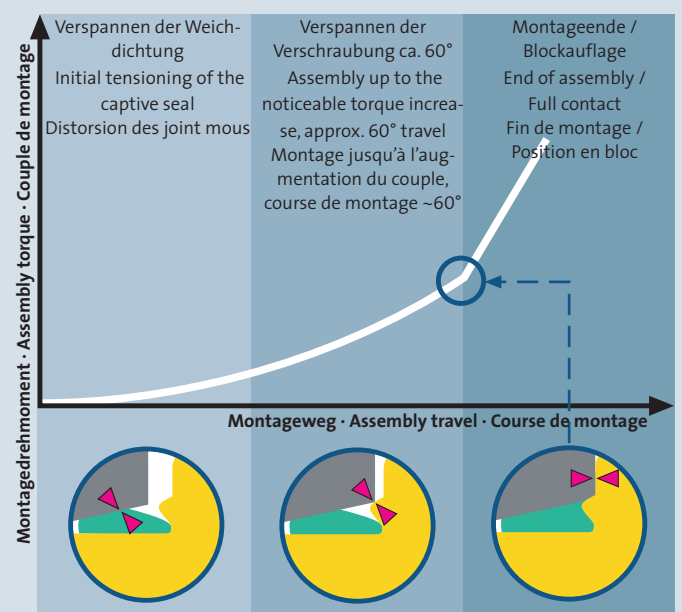 Verspannen der Weich-
dichtung
Initial tensioning of the
captive seal
Distorsion des joint mous
Verspannen der
Verschraubung ca. 60°
Assembly up to the
noticeable torque increa-
se, approx. 60° travel
Montage jusqu'à l'aug-
mentation du couple,
course de montage ~60°
Montageende /
Blockauflage
End of assembly /
Full contact
Fin de montage /
Position en bloc
Montagedrehmoment · Assembly torque · Couple de montage
Montageweg · Assembly travel · Course de montage